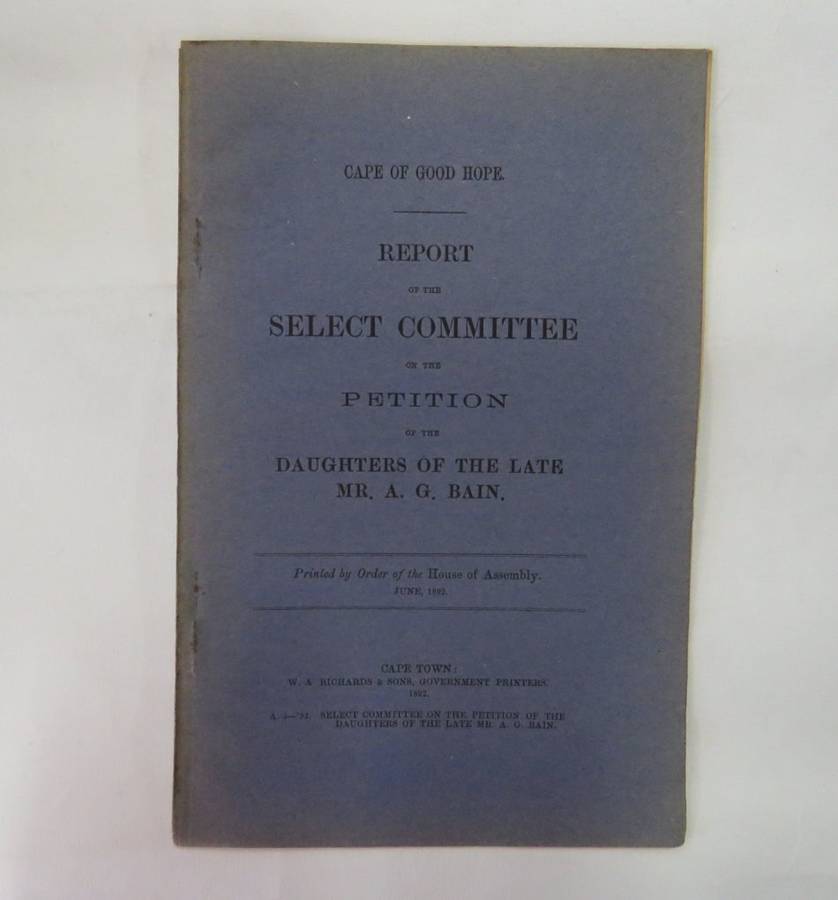 CAPE OF GOOD HOPE.
REPORT
OF THE
SELECT COMMITTEE
ON THE
PETITION
OF THE
DAUGHTERS OF THE LATE
MR. A. G. BAIN.
Printed by Order of the House of Assembly.
JUNE, 1892.
CAPE TOWN:
W. A. RICHARDS & SONS, GOVERNMENT PRINTERS.
1892.
SELECT COMMITTEE ON THE PETITION OF THE
DAUGHTERS OF THE LATE MR. A. G. BAIN.